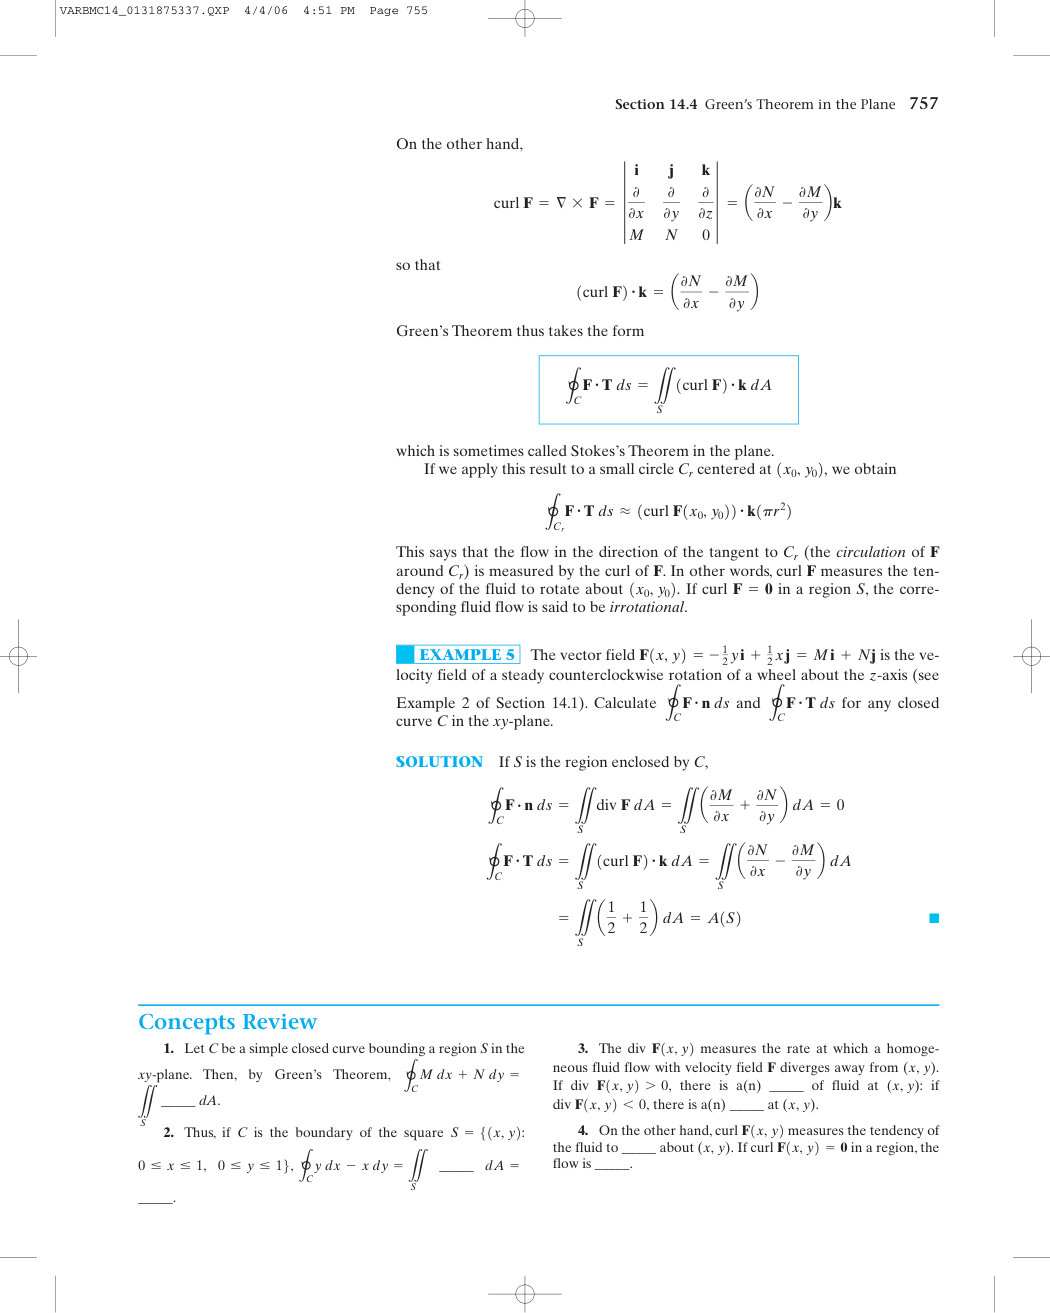 VARBMC14_0131875337.QXP 4/4/06 4:51 PM Page 755
Section 14.4 Green's Theorem in the Plane 757
On the other hand,
curl F = ∇ × F = | i j k ; ∂/∂x ∂/∂y ∂/∂z ; M N 0 | = (∂N/∂x − ∂M/∂y)k
so that
(curl F) · k = (∂N/∂x − ∂M/∂y)
Green's Theorem thus takes the form
∮_C F · T ds = ∬_S (curl F) · k dA
which is sometimes called Stokes's Theorem in the plane.
If we apply this result to a small circle C_r centered at (x₀, y₀), we obtain
∮_{C_r} F · T ds ≈ (curl F(x₀, y₀)) · k(πr²)
This says that the flow in the direction of the tangent to C_r (the circulation of F
around C_r) is measured by the curl of F. In other words, curl F measures the ten-
dency of the fluid to rotate about (x₀, y₀). If curl F = 0 in a region S, the corre-
sponding fluid flow is said to be irrotational.
EXAMPLE 5 The vector field F(x, y) = −½yi + ½xj = Mi + Nj is the ve-
locity field of a steady counterclockwise rotation of a wheel about the z-axis (see
Example 2 of Section 14.1). Calculate ∮_C F · n ds and ∮_C F · T ds for any closed
curve C in the xy-plane.
SOLUTION If S is the region enclosed by C,
∮_C F · n ds = ∬_S div F dA = ∬_S (∂M/∂x + ∂N/∂y) dA = 0
∮_C F · T ds = ∬_S (curl F) · k dA = ∬_S (∂N/∂x − ∂M/∂y) dA
= ∬_S (1/2 + 1/2) dA = A(S)
Concepts Review
1. Let C be a simple closed curve bounding a region S in the
xy-plane. Then, by Green's Theorem, ∮_C M dx + N dy =
∬_S _____ dA.
2. Thus, if C is the boundary of the square S = {(x, y):
0 ≤ x ≤ 1, 0 ≤ y ≤ 1}, ∮_C y dx − x dy = ∬_S _____ dA =
_____.
3. The div F(x, y) measures the rate at which a homoge-
neous fluid flow with velocity field F diverges away from (x, y).
If div F(x, y) > 0, there is a(n) _____ of fluid at (x, y): if
div F(x, y) < 0, there is a(n) _____ at (x, y).
4. On the other hand, curl F(x, y) measures the tendency of
the fluid to _____ about (x, y). If curl F(x, y) = 0 in a region, the
flow is _____.